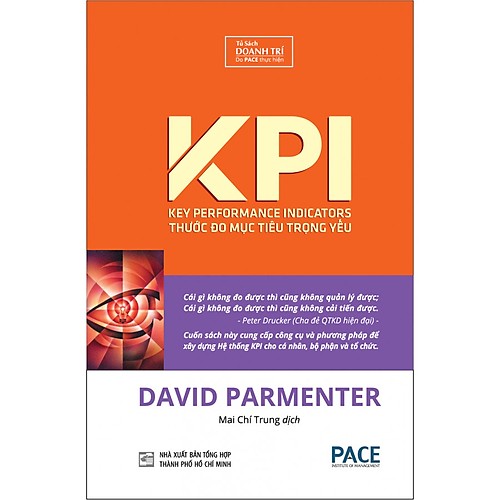 Tủ Sách
DOANH TRÍ
Do PACE thực hiện
KPI
KEY PERFORMANCE INDICATORS
THƯỚC ĐO MỤC TIÊU TRỌNG YẾU
Cái gì không đo được thì cũng không quản lý được;
Cái gì không đo được thì cũng không cải tiến được.
- Peter Drucker (Cha đẻ QTKD hiện đại) -
Cuốn sách này cung cấp công cụ và phương pháp để
xây dựng Hệ thống KPI cho cá nhân, bộ phận và tổ chức.
DAVID PARMENTER
Mai Chí Trung dịch
NHÀ XUẤT BẢN TỔNG HỢP
THÀNH PHỐ HỒ CHÍ MINH
PACE
INSTITUTE OF MANAGEMENT